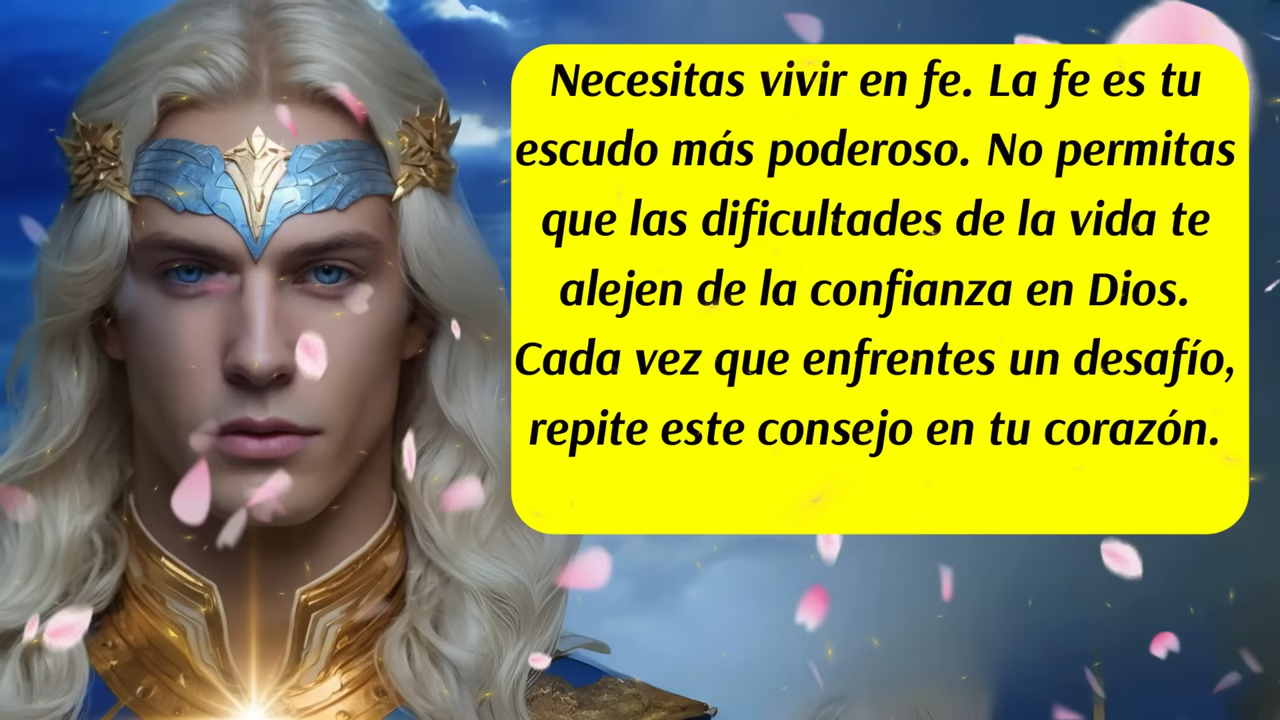 Necesitas vivir en fe. La fe es tu
escudo más poderoso. No permitas
que las dificultades de la vida te
alejen de la confianza en Dios.
Cada vez que enfrentes un desafío,
repite este consejo en tu corazón.